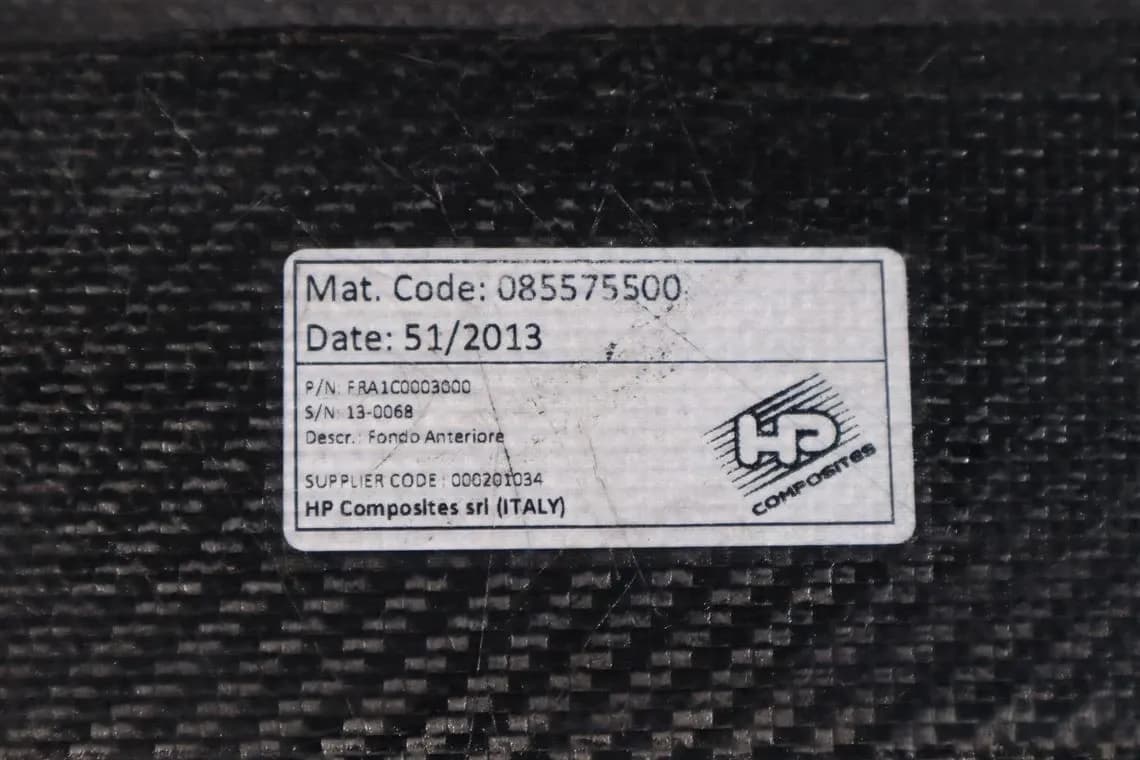 Mat. Code: 085575500
Date: 51/2013
P/N: FRA1C0003000
S/N: 13-0068
Descr.: Fondo Anteriore
SUPPLIER CODE: 000201034
HP Composites srl (ITALY)
HP
COMPOSITES